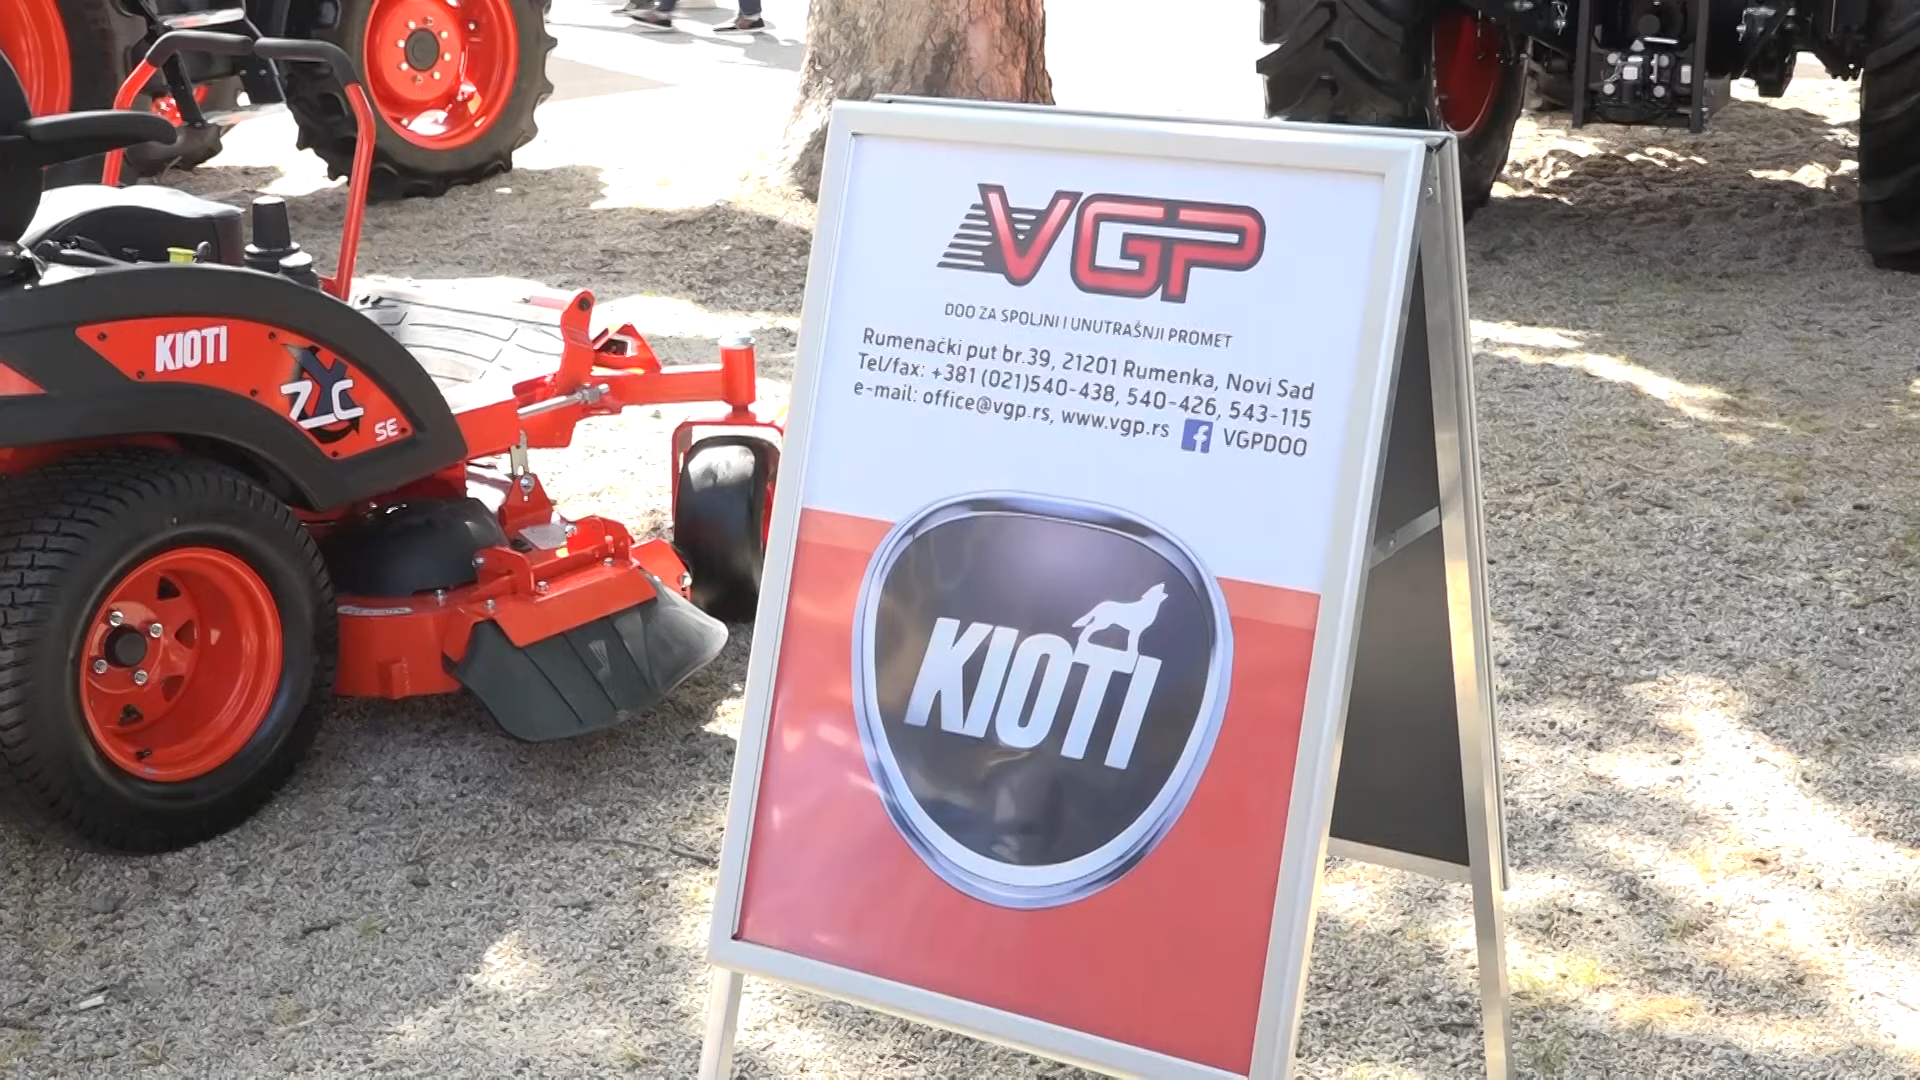 KIOTI
ZXC
SE
VGP
DOO ZA SPOLJNI I UNUTRAŠNJI PROMET
Rumenački put br.39, 21201 Rumenka, Novi Sad
Tel/fax: +381 (021)540-438, 540-426, 543-115
e-mail: office@vgp.rs, www.vgp.rs f VGPDOO
KIOTI